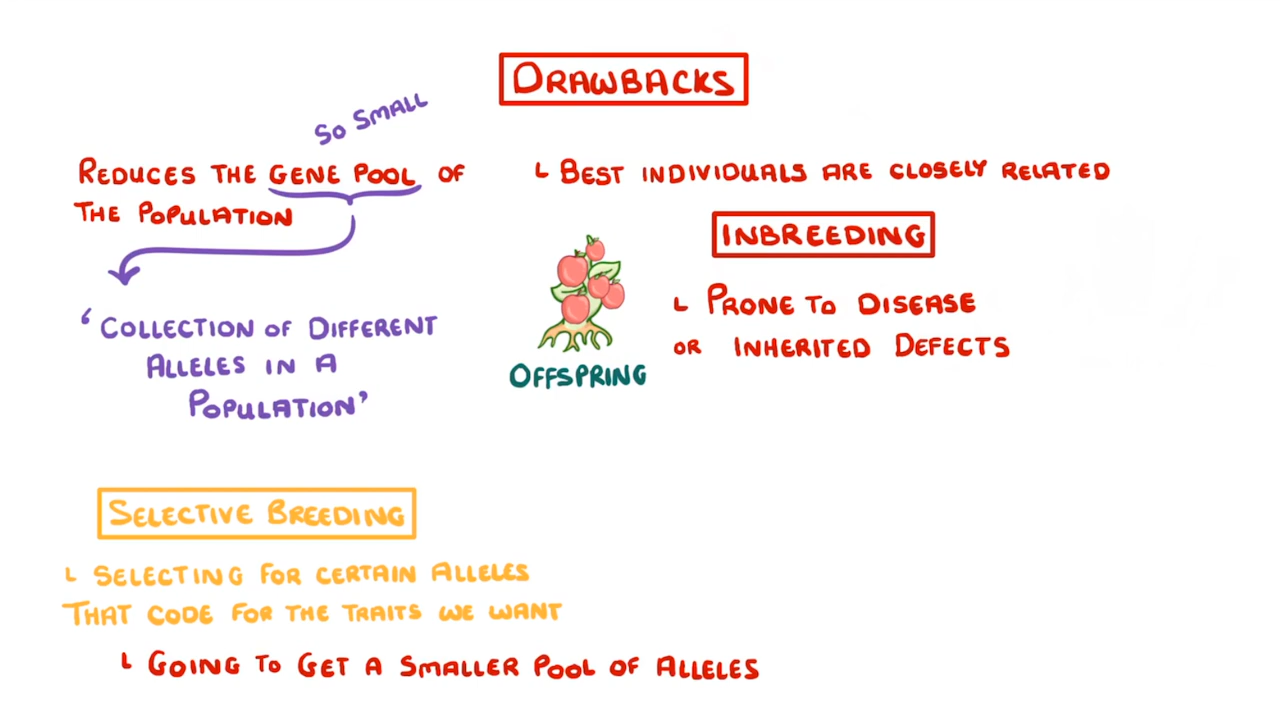 DRAWBACKS
SO SMALL
REDUCES THE GENE POOL OF
THE POPULATION
‘COLLECTION OF DIFFERENT
ALLELES IN A
POPULATION’
└ BEST INDIVIDUALS ARE CLOSELY RELATED
INBREEDING
└ PRONE TO DISEASE
OR INHERITED DEFECTS
OFFSPRING
SELECTIVE BREEDING
└ SELECTING FOR CERTAIN ALLELES
THAT CODE FOR THE TRAITS WE WANT
└ GOING TO GET A SMALLER POOL OF ALLELES